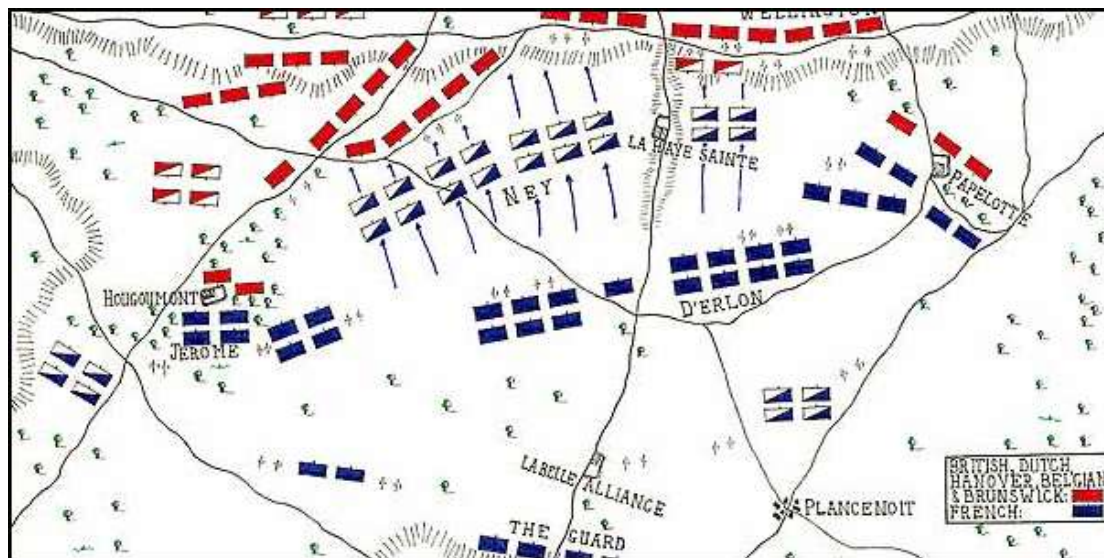 WELLINGTON
LA HAYE SAINTE
PAPELOTTE
NEY
HOUGOUMONT
D'ERLON
JEROME
LA BELLE
ALLIANCE
PLANCENOIT
THE GUARD
BRITISH, DUTCH,
HANOVER, BELGIAN
& BRUNSWICK:
FRENCH: